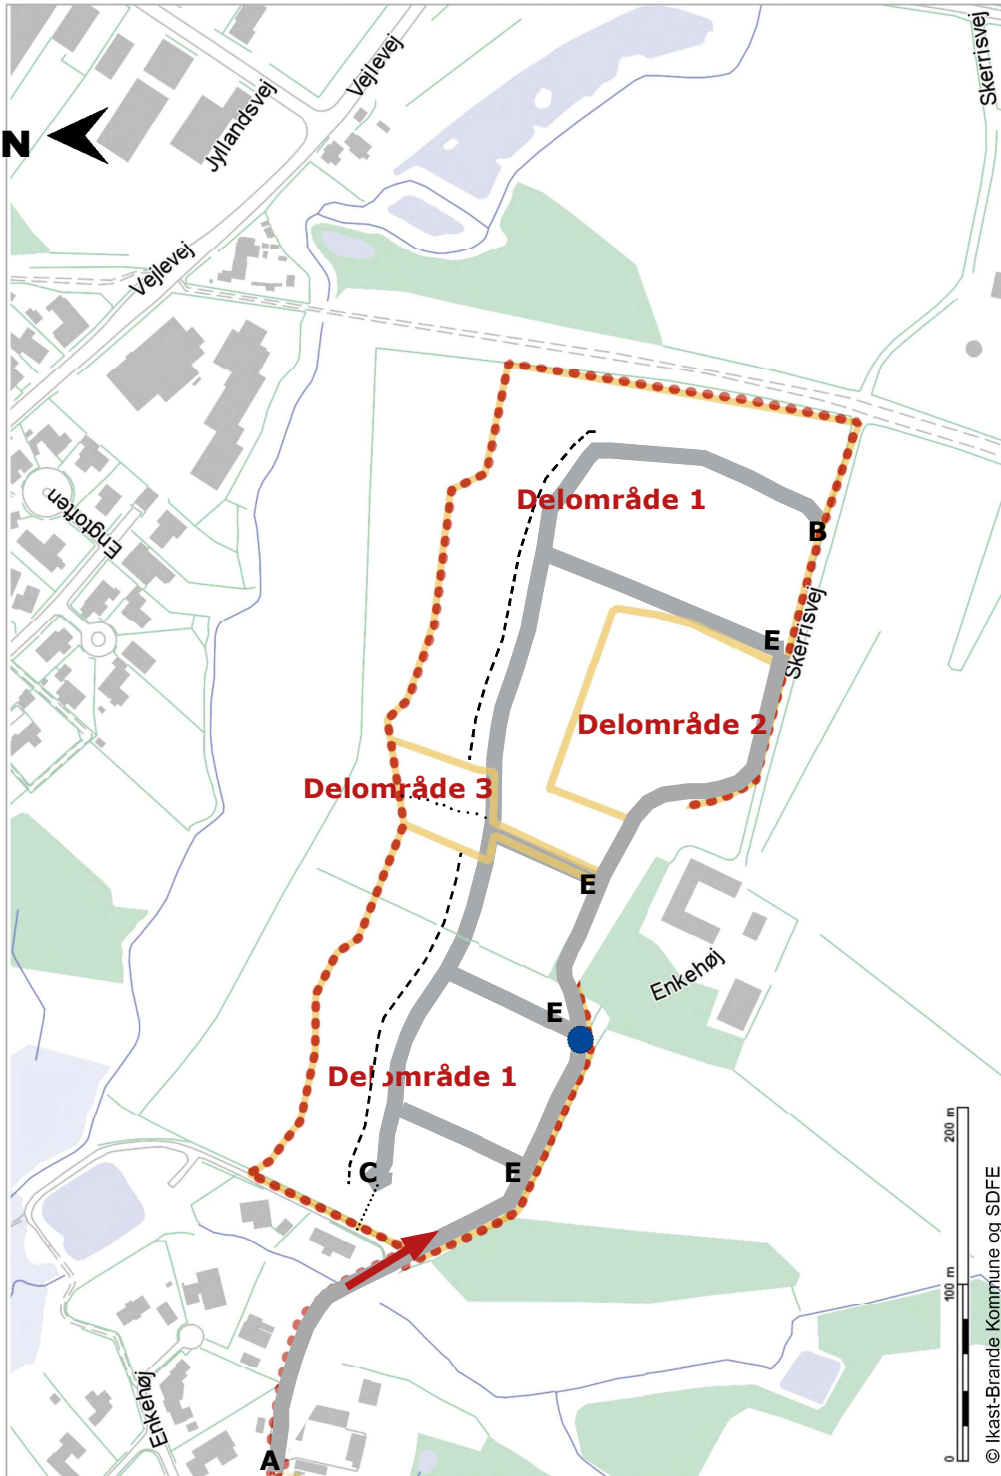 Skerrisvej
Vejlevej
Jyllandsvej
N
Vejlevej
Engtoften
Delområde 1
B
Skerrisvej
E
Delområde 2
Delområde 3
E
Enkehøj
E
Delområde 1
C
E
Enkehøj
A
200 m
100 m
0
© Ikast-Brande Kommune og SDFE